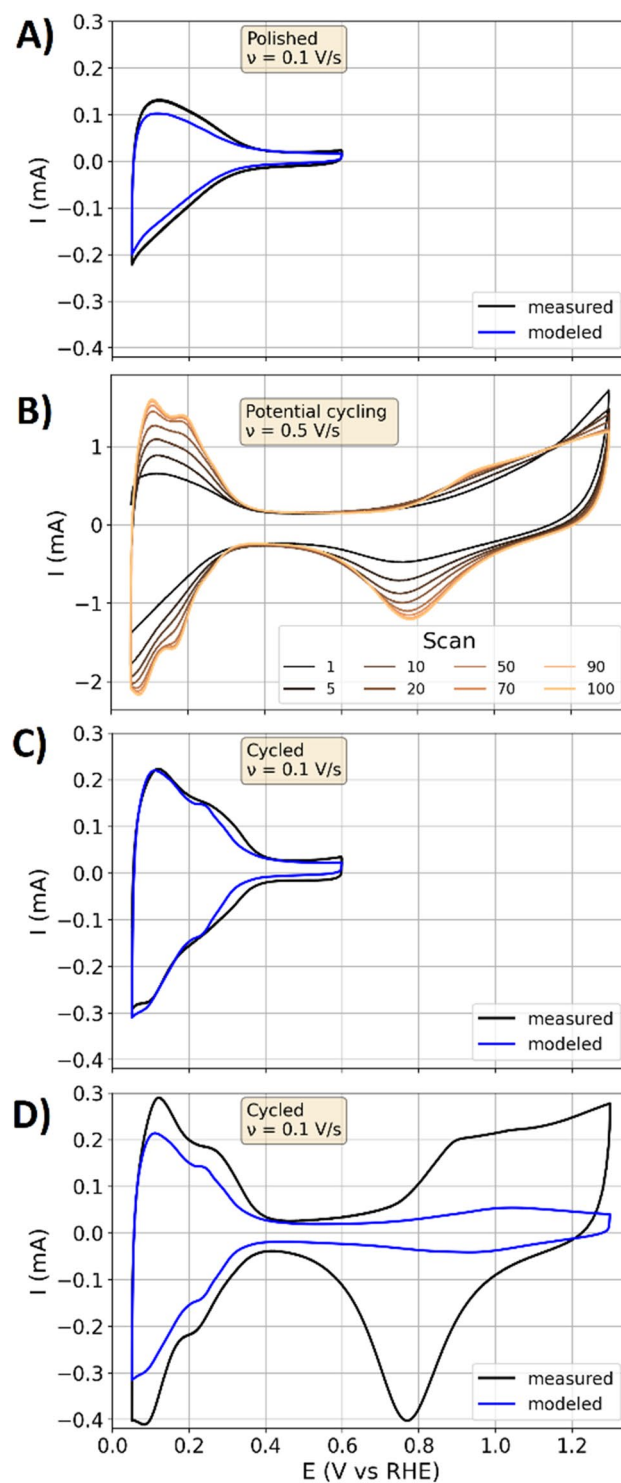 A)
Polished
ν = 0.1 V/s
0.3
0.2
0.1
0.0
−0.1
−0.2
−0.3
−0.4
I (mA)
measured
modeled
B)
Potential cycling
ν = 0.5 V/s
1
0
−1
−2
I (mA)
Scan
1 10 50 90
5 20 70 100
C)
Cycled
ν = 0.1 V/s
0.3
0.2
0.1
0.0
−0.1
−0.2
−0.3
−0.4
I (mA)
measured
modeled
D)
Cycled
ν = 0.1 V/s
0.3
0.2
0.1
0.0
−0.1
−0.2
−0.3
−0.4
I (mA)
measured
modeled
0.0 0.2 0.4 0.6 0.8 1.0 1.2
E (V vs RHE)